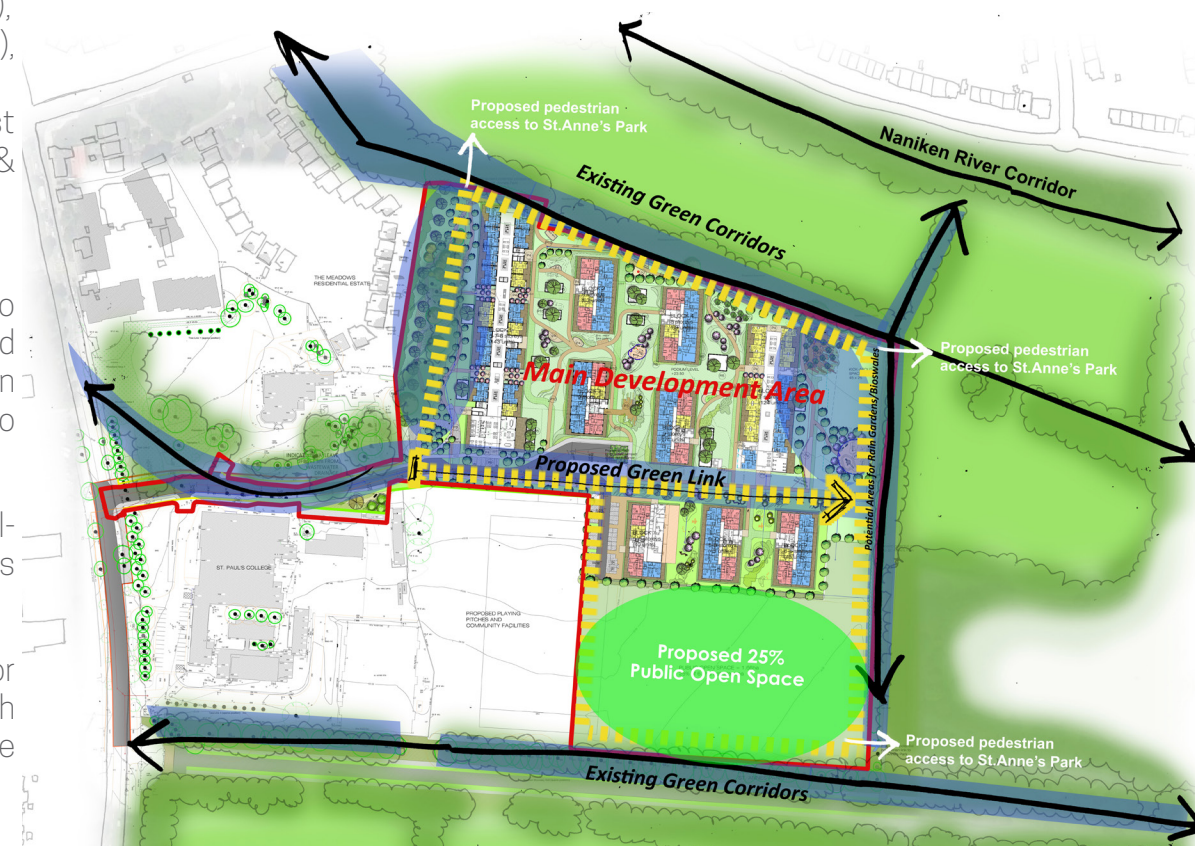 ),
),
st
&
o
d
n
o
l-
s
or
h
e
Proposed pedestrian
access to St.Anne's Park
Naniken River Corridor
Existing Green Corridors
THE MEADOWS
RESIDENTIAL ESTATE
Main Development Area
Proposed pedestrian
access to St.Anne's Park
Potential Areas for Rain Gardens/Bioswales
Proposed Green Link
ST. PAUL'S COLLEGE
PROPOSED PLAYING
PITCHES AND
COMMUNITY FACILITIES
Proposed 25%
Public Open Space
Proposed pedestrian
access to St.Anne's Park
Existing Green Corridors